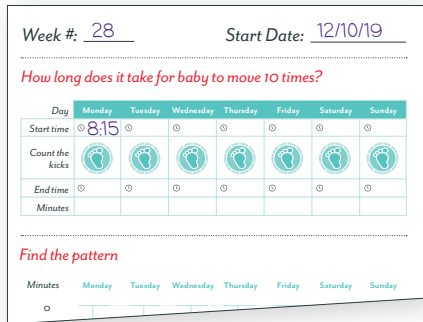 Week #: 28 Start Date: 12/10/19
How long does it take for baby to move 10 times?
Day Monday Tuesday Wednesday Thursday Friday Saturday Sunday
Start time 8:15
Count the
kicks
End time
Minutes
Find the pattern
Minutes Monday Tuesday Wednesday Thursday Friday Saturday Sunday
0